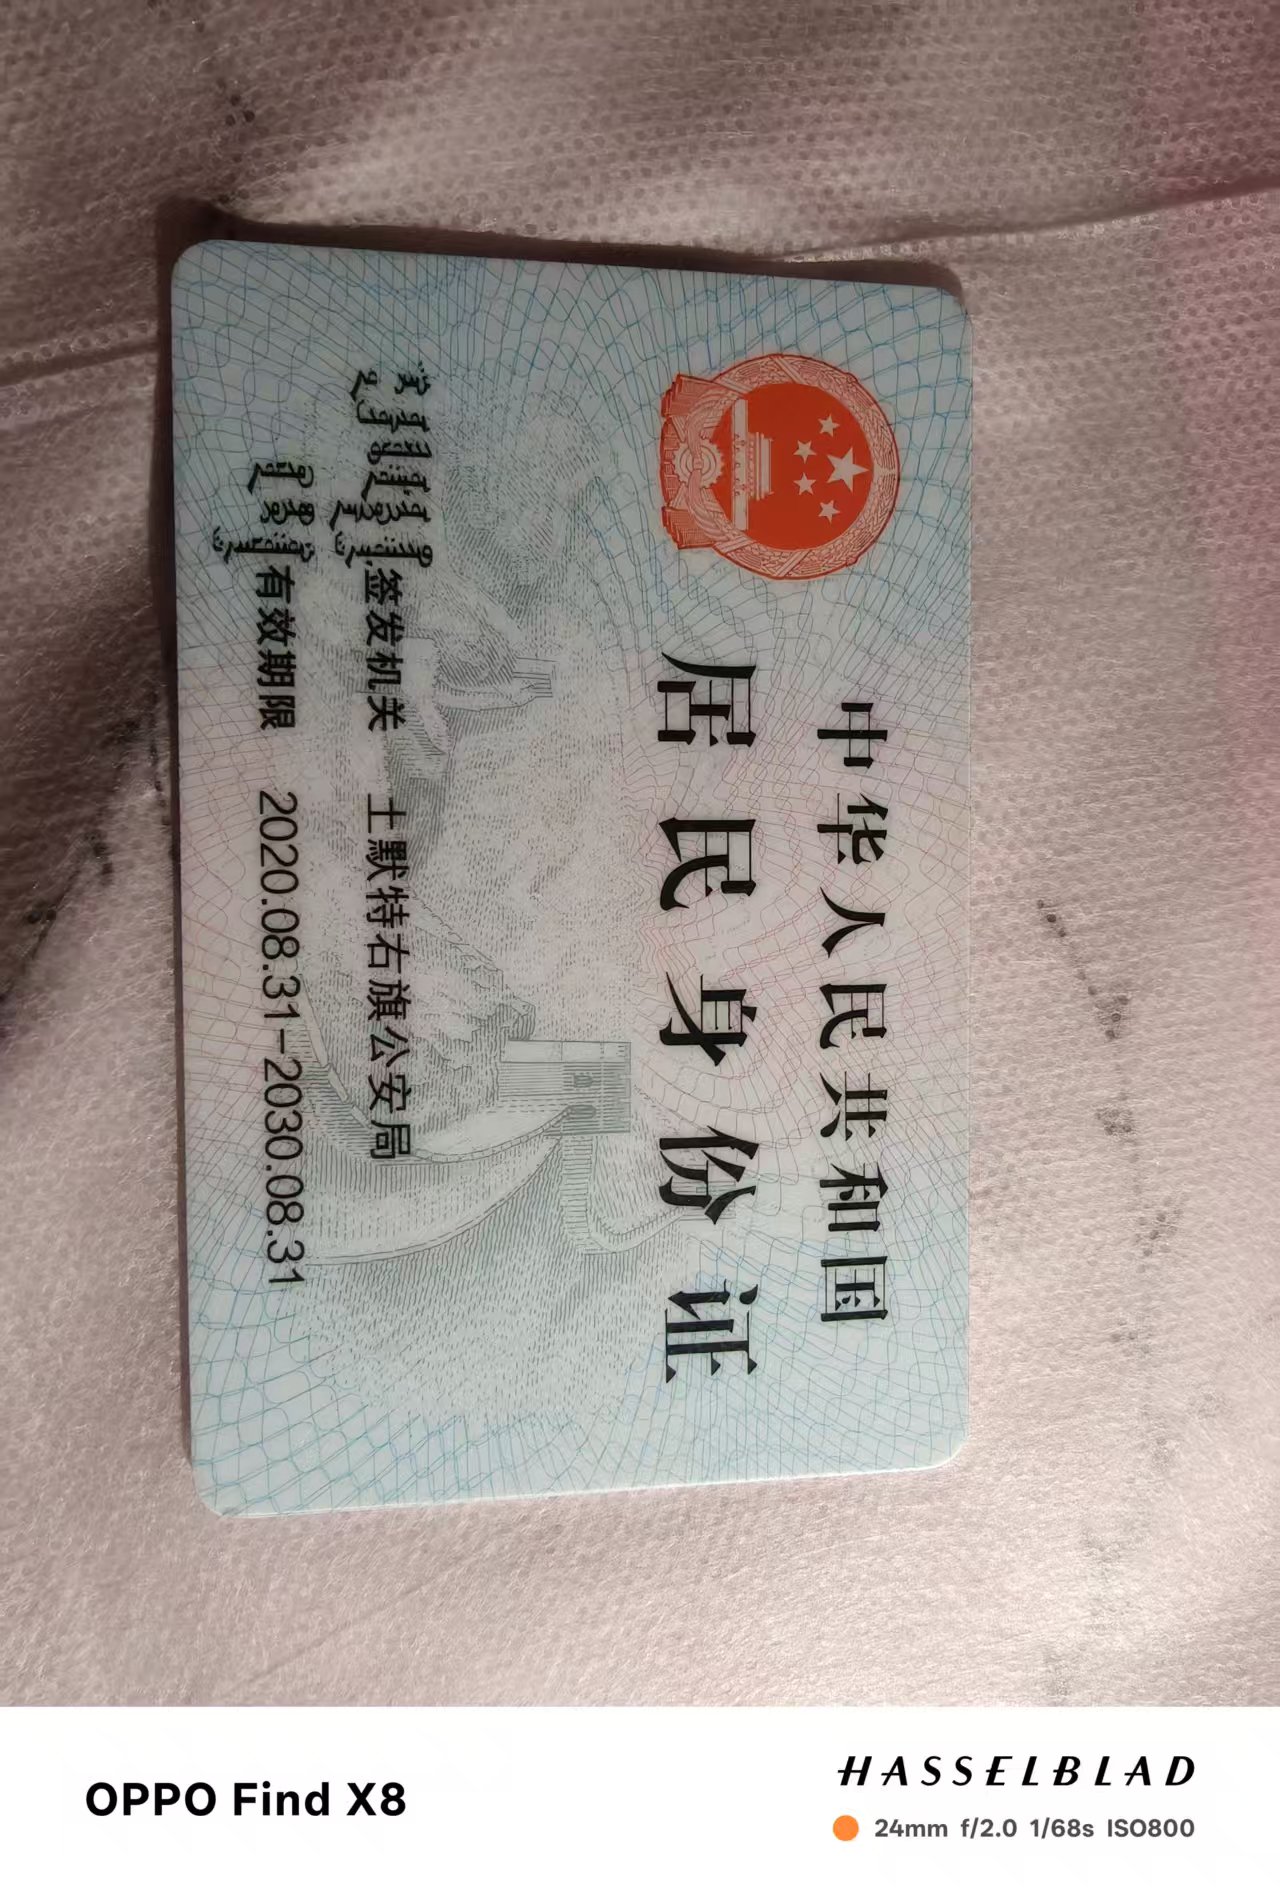 中华人民共和国
居民身份证
签发机关 土默特右旗公安局
有效期限 2020.08.31-2030.08.31
OPPO Find X8
HASSELBLAD
24mm f/2.0 1/68s ISO800